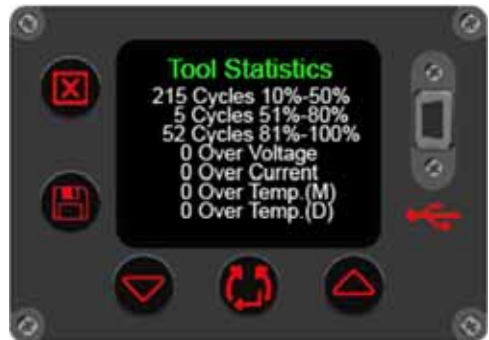 Tool Statistics
215 Cycles 10%-50%
5 Cycles 51%-80%
52 Cycles 81%-100%
0 Over Voltage
0 Over Current
0 Over Temp.(M)
0 Over Temp.(D)